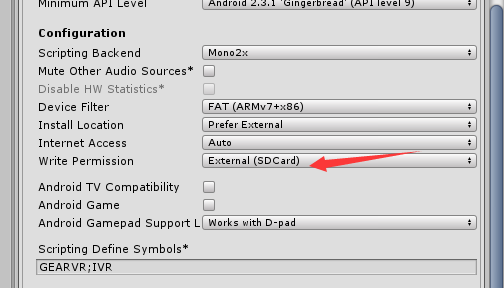 Minimum API Level Android 2.3.1 'Gingerbread' (API level 9)
Configuration
Scripting Backend Mono2x
Mute Other Audio Sources*
Disable HW Statistics*
Device Filter FAT (ARMv7+x86)
Install Location Prefer External
Internet Access Auto
Write Permission External (SDCard)
Android TV Compatibility
Android Game
Android Gamepad Support L Works with D-pad
Scripting Define Symbols*
GEARVR;IVR